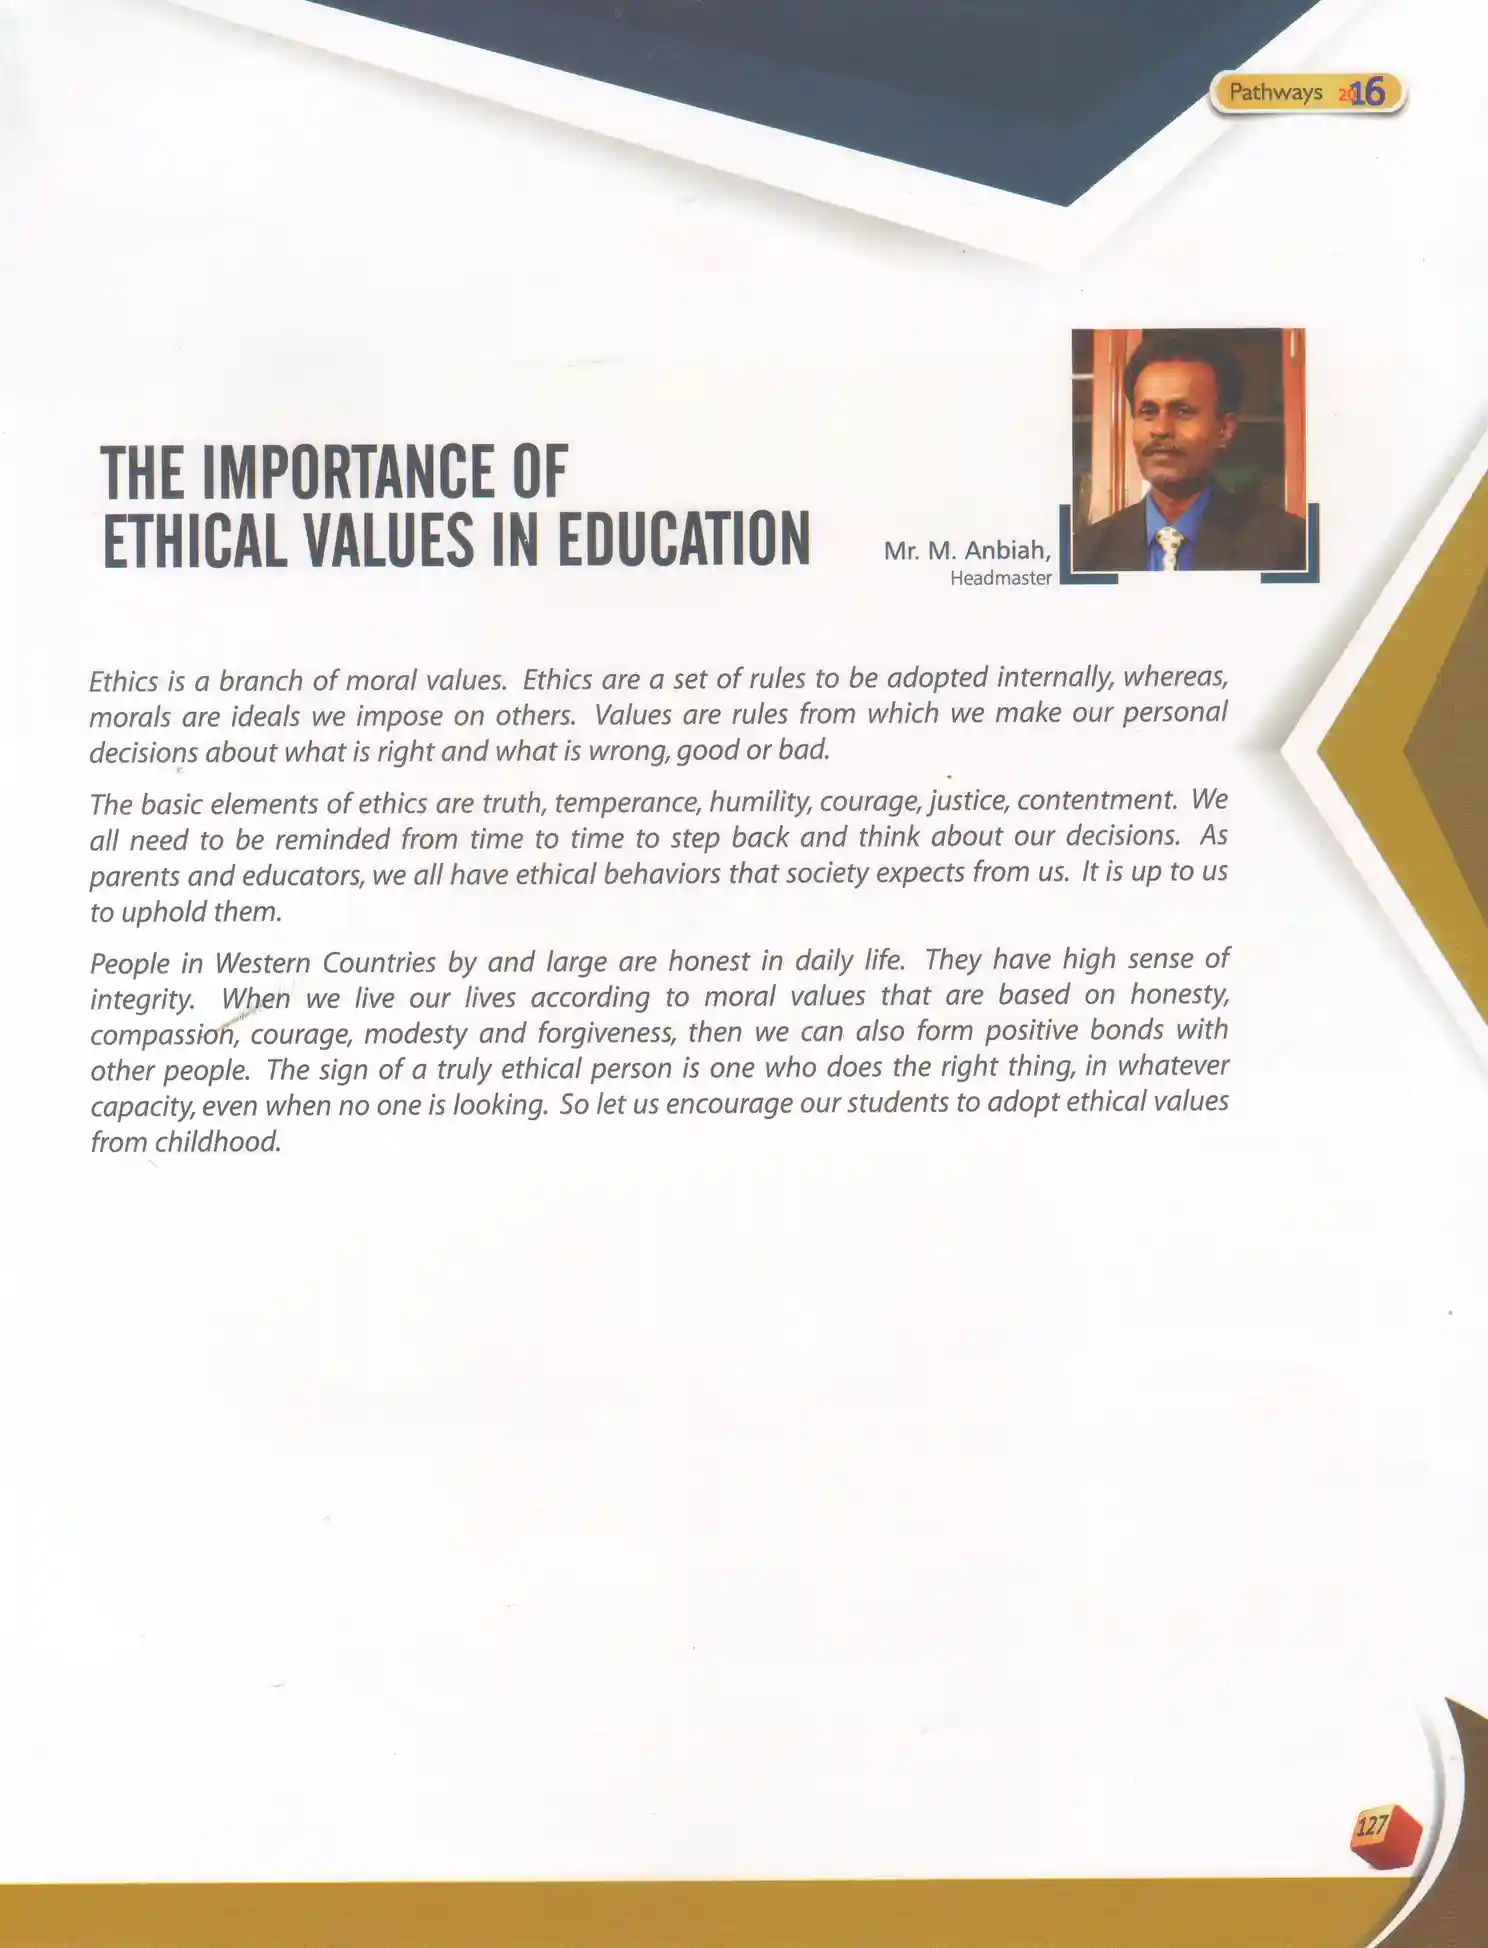 Pathways 2016
THE IMPORTANCE OF
ETHICAL VALUES IN EDUCATION
Mr. M. Anbiah,
Headmaster
Ethics is a branch of moral values. Ethics are a set of rules to be adopted internally, whereas,
morals are ideals we impose on others. Values are rules from which we make our personal
decisions about what is right and what is wrong, good or bad.
The basic elements of ethics are truth, temperance, humility, courage, justice, contentment. We
all need to be reminded from time to time to step back and think about our decisions. As
parents and educators, we all have ethical behaviors that society expects from us. It is up to us
to uphold them.
People in Western Countries by and large are honest in daily life. They have high sense of
integrity. When we live our lives according to moral values that are based on honesty,
compassion, courage, modesty and forgiveness, then we can also form positive bonds with
other people. The sign of a truly ethical person is one who does the right thing, in whatever
capacity, even when no one is looking. So let us encourage our students to adopt ethical values
from childhood.
127